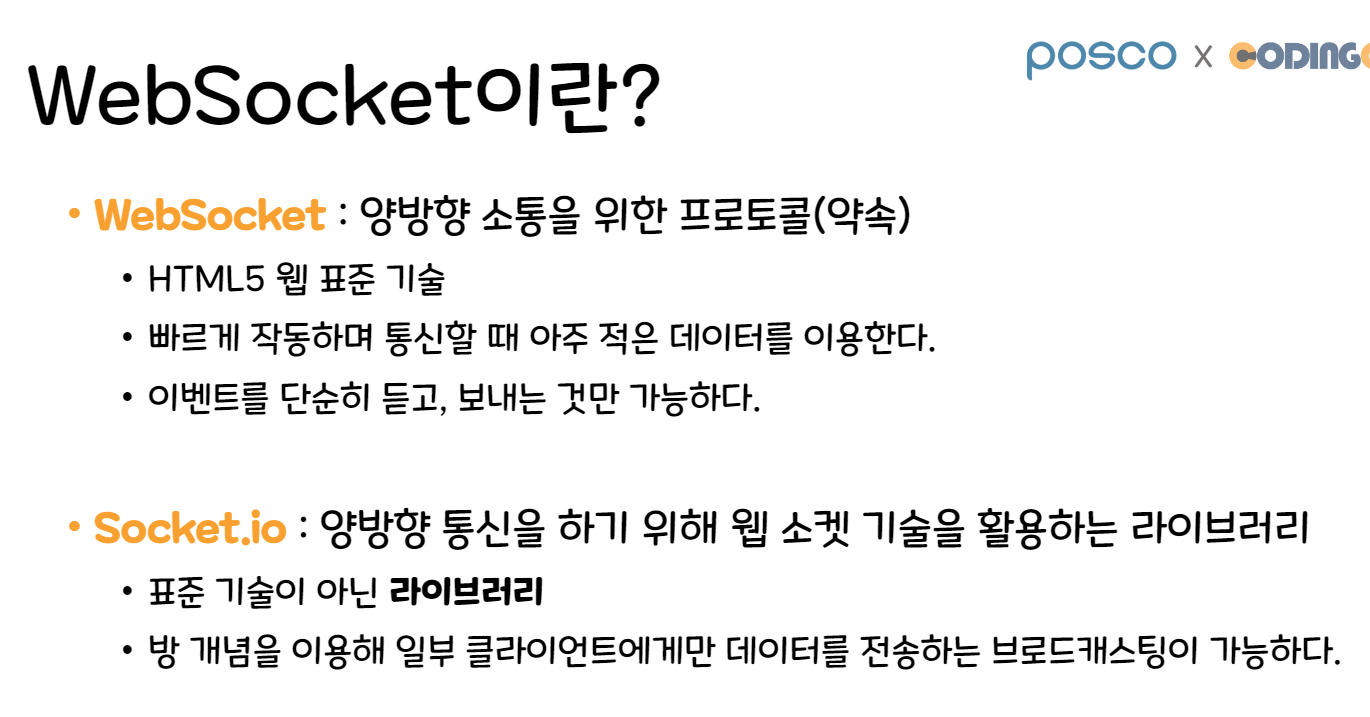 posco x CODING
WebSocket이란?
• WebSocket : 양방향 소통을 위한 프로토콜(약속)
• HTML5 웹 표준 기술
• 빠르게 작동하며 통신할 때 아주 적은 데이터를 이용한다.
• 이벤트를 단순히 듣고, 보내는 것만 가능하다.
• Socket.io : 양방향 통신을 하기 위해 웹 소켓 기술을 활용하는 라이브러리
• 표준 기술이 아닌 라이브러리
• 방 개념을 이용해 일부 클라이언트에게만 데이터를 전송하는 브로드캐스팅이 가능하다.